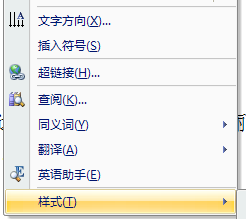 文字方向(X)...
插入符号(S)
超链接(H)...
查阅(K)...
同义词(Y)
翻译(A)
英语助手(E)
样式(T)